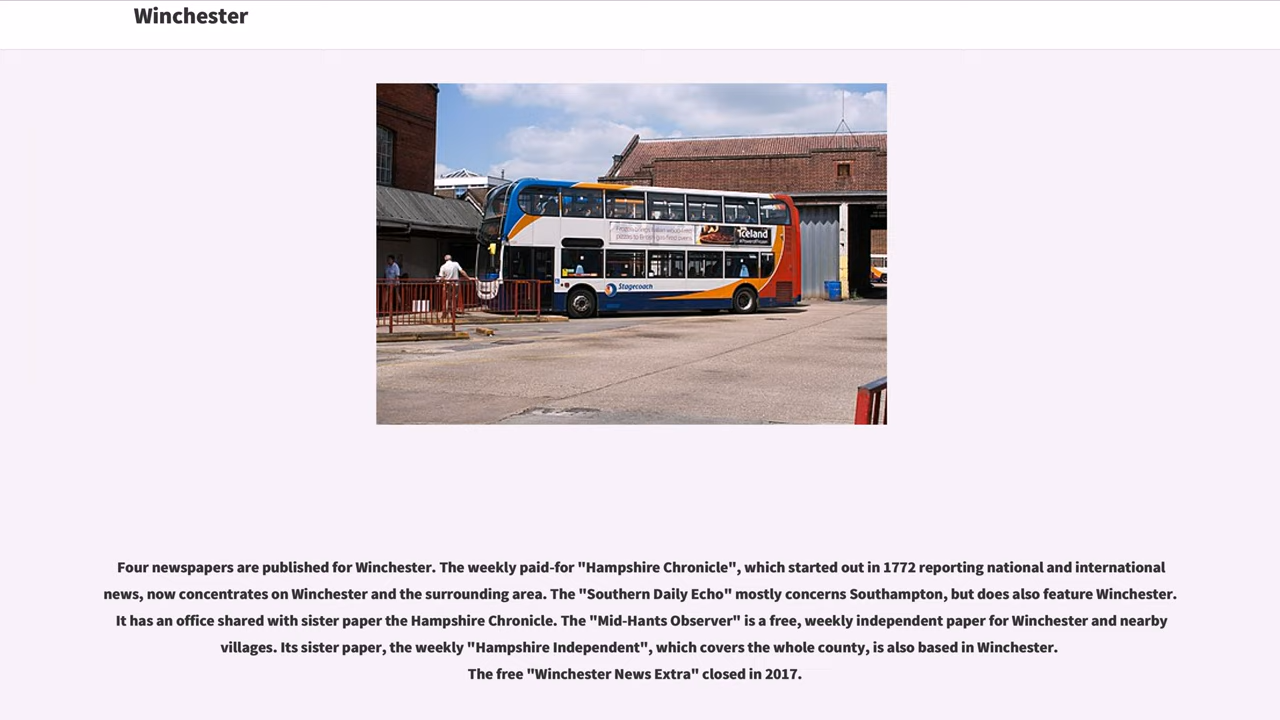 Winchester
Iceland
Stagecoach
Four newspapers are published for Winchester. The weekly paid-for "Hampshire Chronicle", which started out in 1772 reporting national and international
news, now concentrates on Winchester and the surrounding area. The "Southern Daily Echo" mostly concerns Southampton, but does also feature Winchester.
It has an office shared with sister paper the Hampshire Chronicle. The "Mid-Hants Observer" is a free, weekly independent paper for Winchester and nearby
villages. Its sister paper, the weekly "Hampshire Independent", which covers the whole county, is also based in Winchester.
The free "Winchester News Extra" closed in 2017.